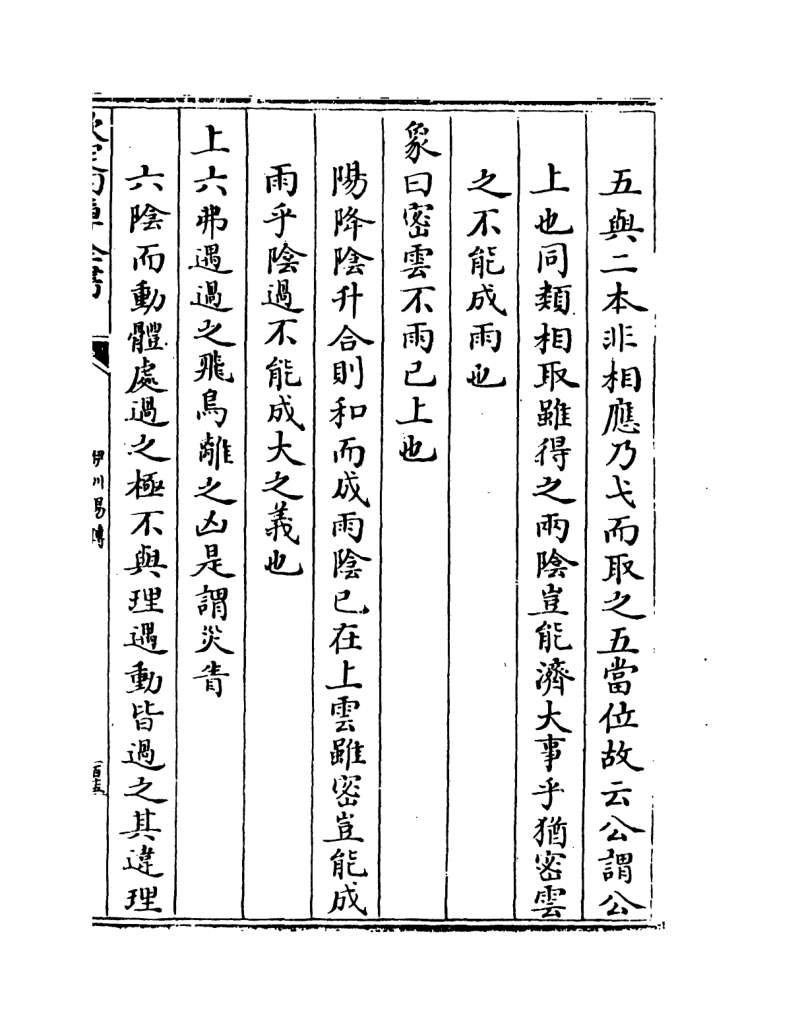 五與二本非相應乃弋而取之五當位故云公謂公
上也同類相取雖得之兩陰豈能濟大事乎猶密雲
之不能成雨也
象曰密雲不雨已上也
陽降陰升合則和而成雨陰已在上雲雖密豈能成
雨乎陰過不能成大之義也
上六弗遇過之飛鳥離之凶是謂災眚
六陰而動體處過之極不與理遇動皆過之其違理
欽定四庫全書
伊川易傳